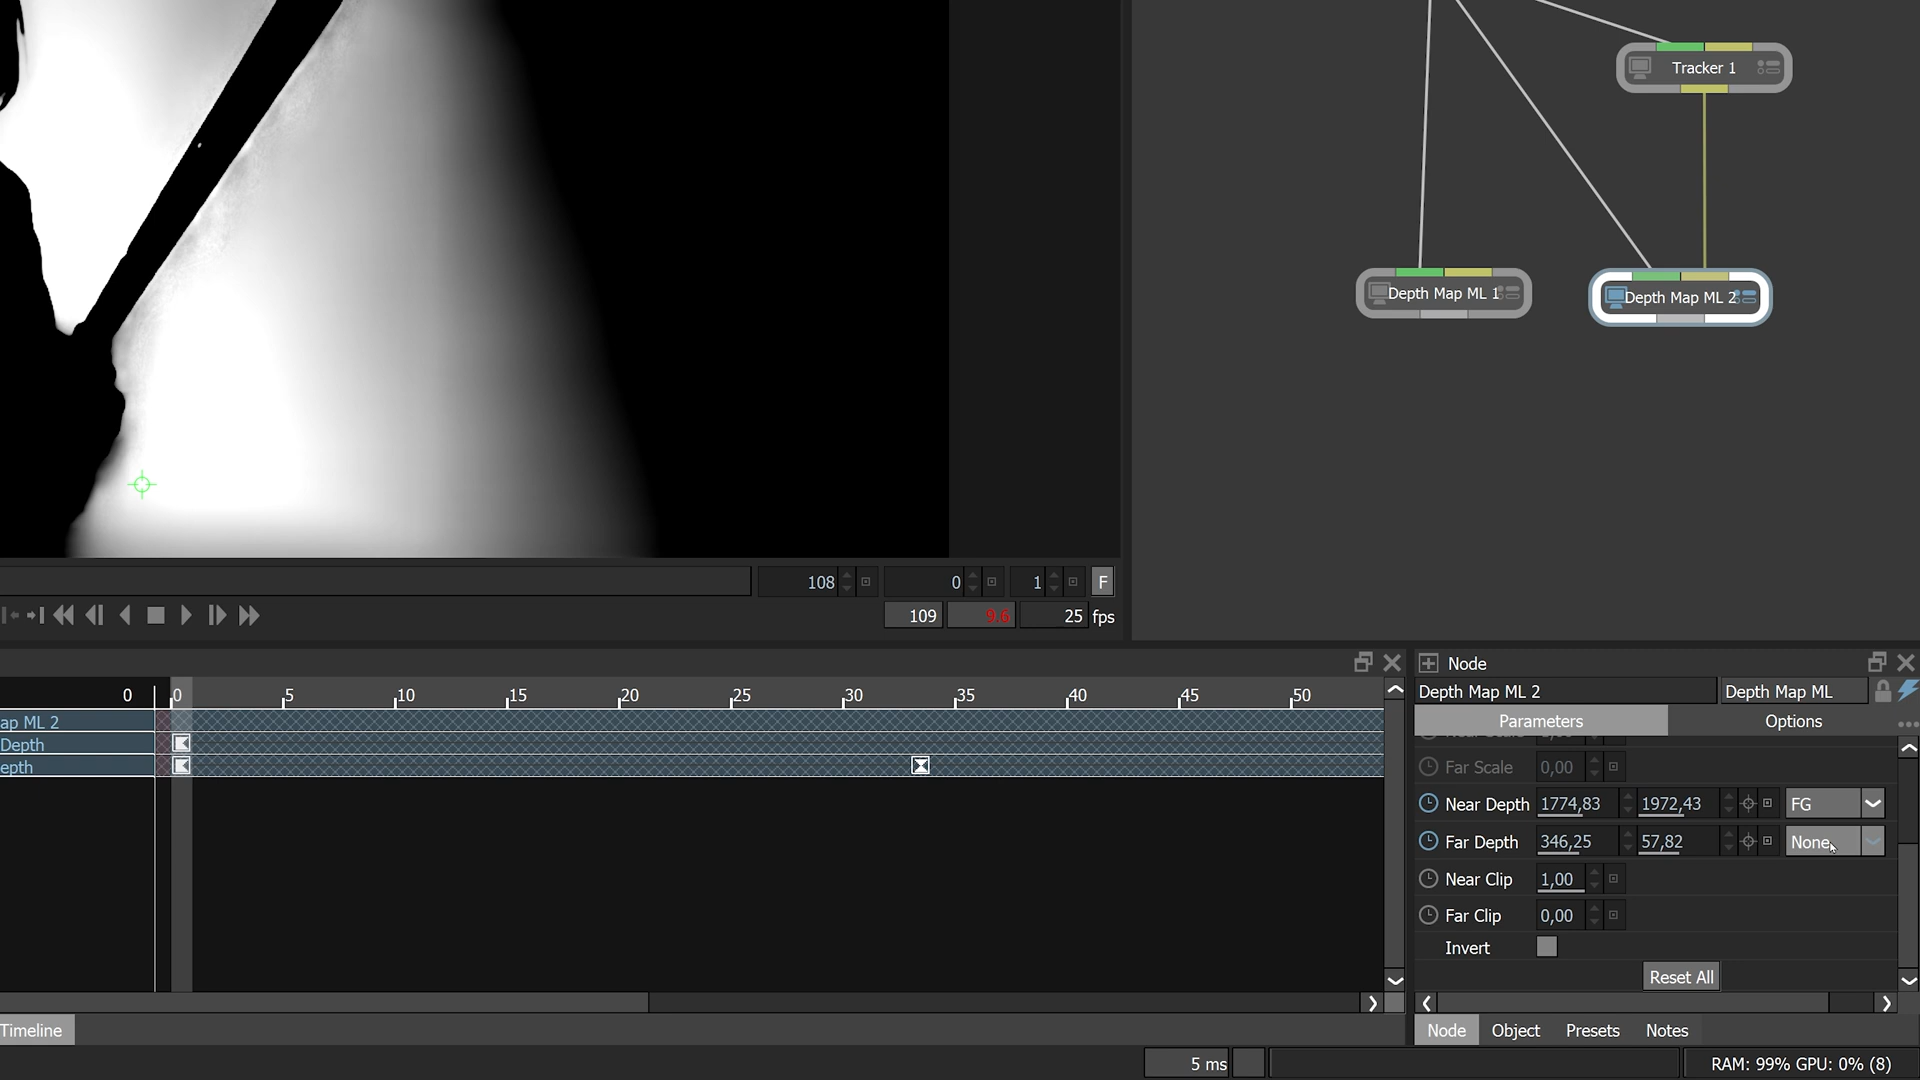 Tracker 1
Depth Map ML 1
Depth Map ML 2
108
0
1
F
109
9.6
25 fps
Node
0
0 5 10 15 20 25 30 35 40 45 50
Depth Map ML 2
Depth Map ML
ap ML 2
Parameters
Options
Depth
epth
Far Scale 0,00
Near Depth 1774,83 1972,43 FG
Far Depth 346,25 57,82 None
Near Clip 1,00
Far Clip 0,00
Invert
Reset All
Timeline
Node Object Presets Notes
5 ms
RAM: 99% GPU: 0% (8)